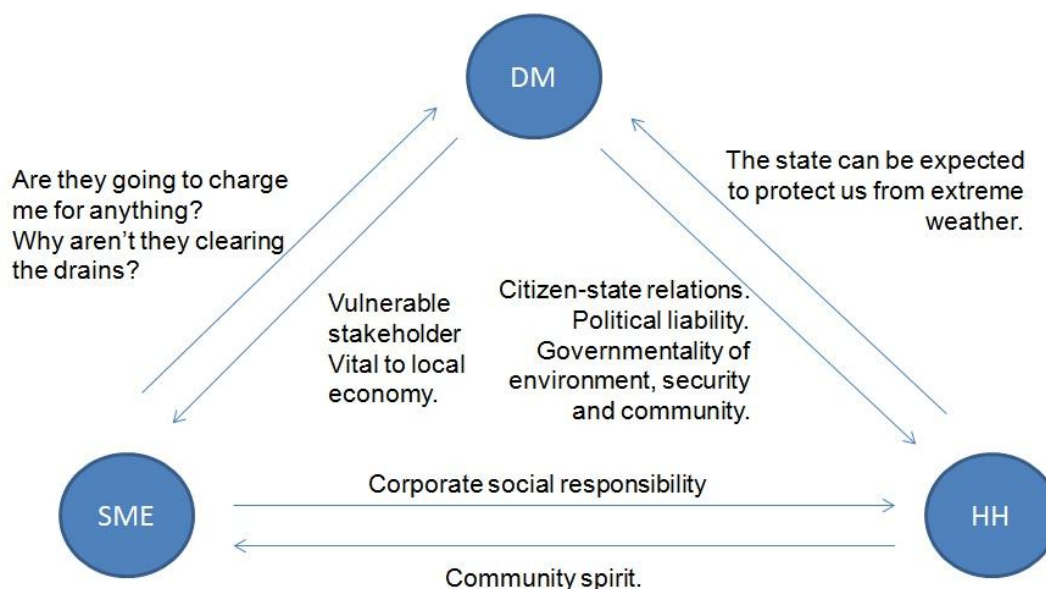 DM
Are they going to charge
me for anything?
Why aren't they clearing
the drains?
The state can be expected
to protect us from extreme
weather.
Vulnerable
stakeholder
Vital to local
economy.
Citizen-state relations.
Political liability.
Governmentality of
environment, security
and community.
SME
Corporate social responsibility
HH
Community spirit.